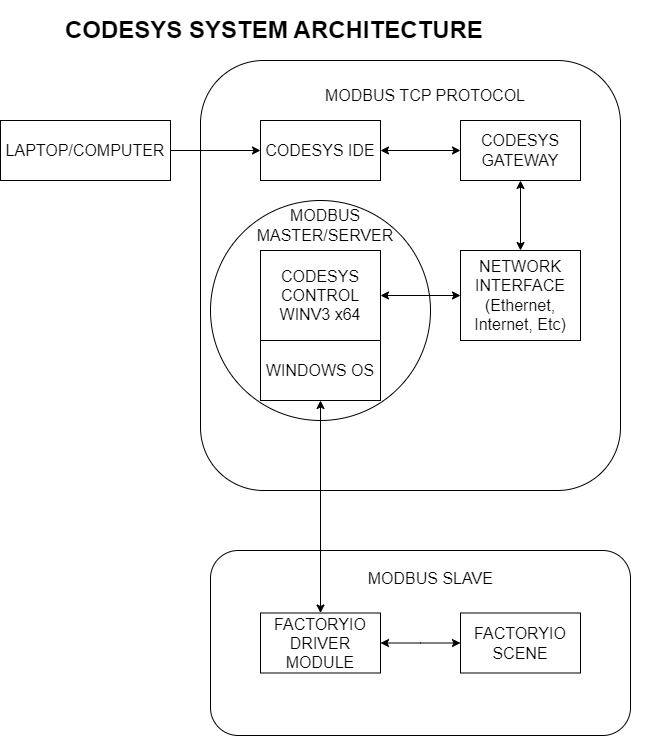 CODESYS SYSTEM ARCHITECTURE
MODBUS TCP PROTOCOL
LAPTOP/COMPUTER
CODESYS IDE
CODESYS
GATEWAY
MODBUS
MASTER/SERVER
CODESYS
CONTROL
WINV3 x64
NETWORK
INTERFACE
(Ethernet,
Internet, Etc)
WINDOWS OS
MODBUS SLAVE
FACTORYIO
DRIVER
MODULE
FACTORYIO
SCENE